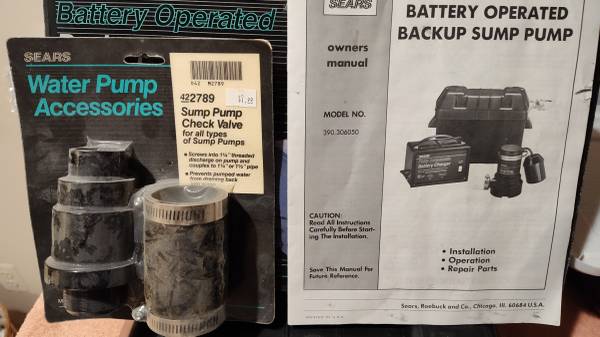 Battery Operated
SEARS
Water Pump
Accessories
422789
Sump Pump
Check Valve
for all types
of Sump Pumps
• Screws into 1¼" threaded
discharge on pump and
couples to 1¼" or 1½" pipe
• Prevents pumped water
from draining back
SEARS
owners
manual
MODEL NO.
390.306050
CAUTION:
Read All Instructions
Carefully Before Start-
ing The Installation.
Save This Manual For
Future Reference.
BATTERY OPERATED
BACKUP SUMP PUMP
SEARS
Battery Charger
• Installation
• Operation
• Repair Parts
Sears, Roebuck and Co., Chicago, Ill. 60684 U.S.A.